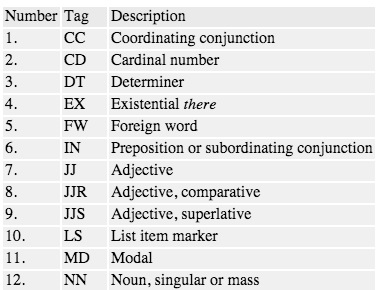 Number Tag Description
1. CC Coordinating conjunction
2. CD Cardinal number
3. DT Determiner
4. EX Existential there
5. FW Foreign word
6. IN Preposition or subordinating conjunction
7. JJ Adjective
8. JJR Adjective, comparative
9. JJS Adjective, superlative
10. LS List item marker
11. MD Modal
12. NN Noun, singular or mass